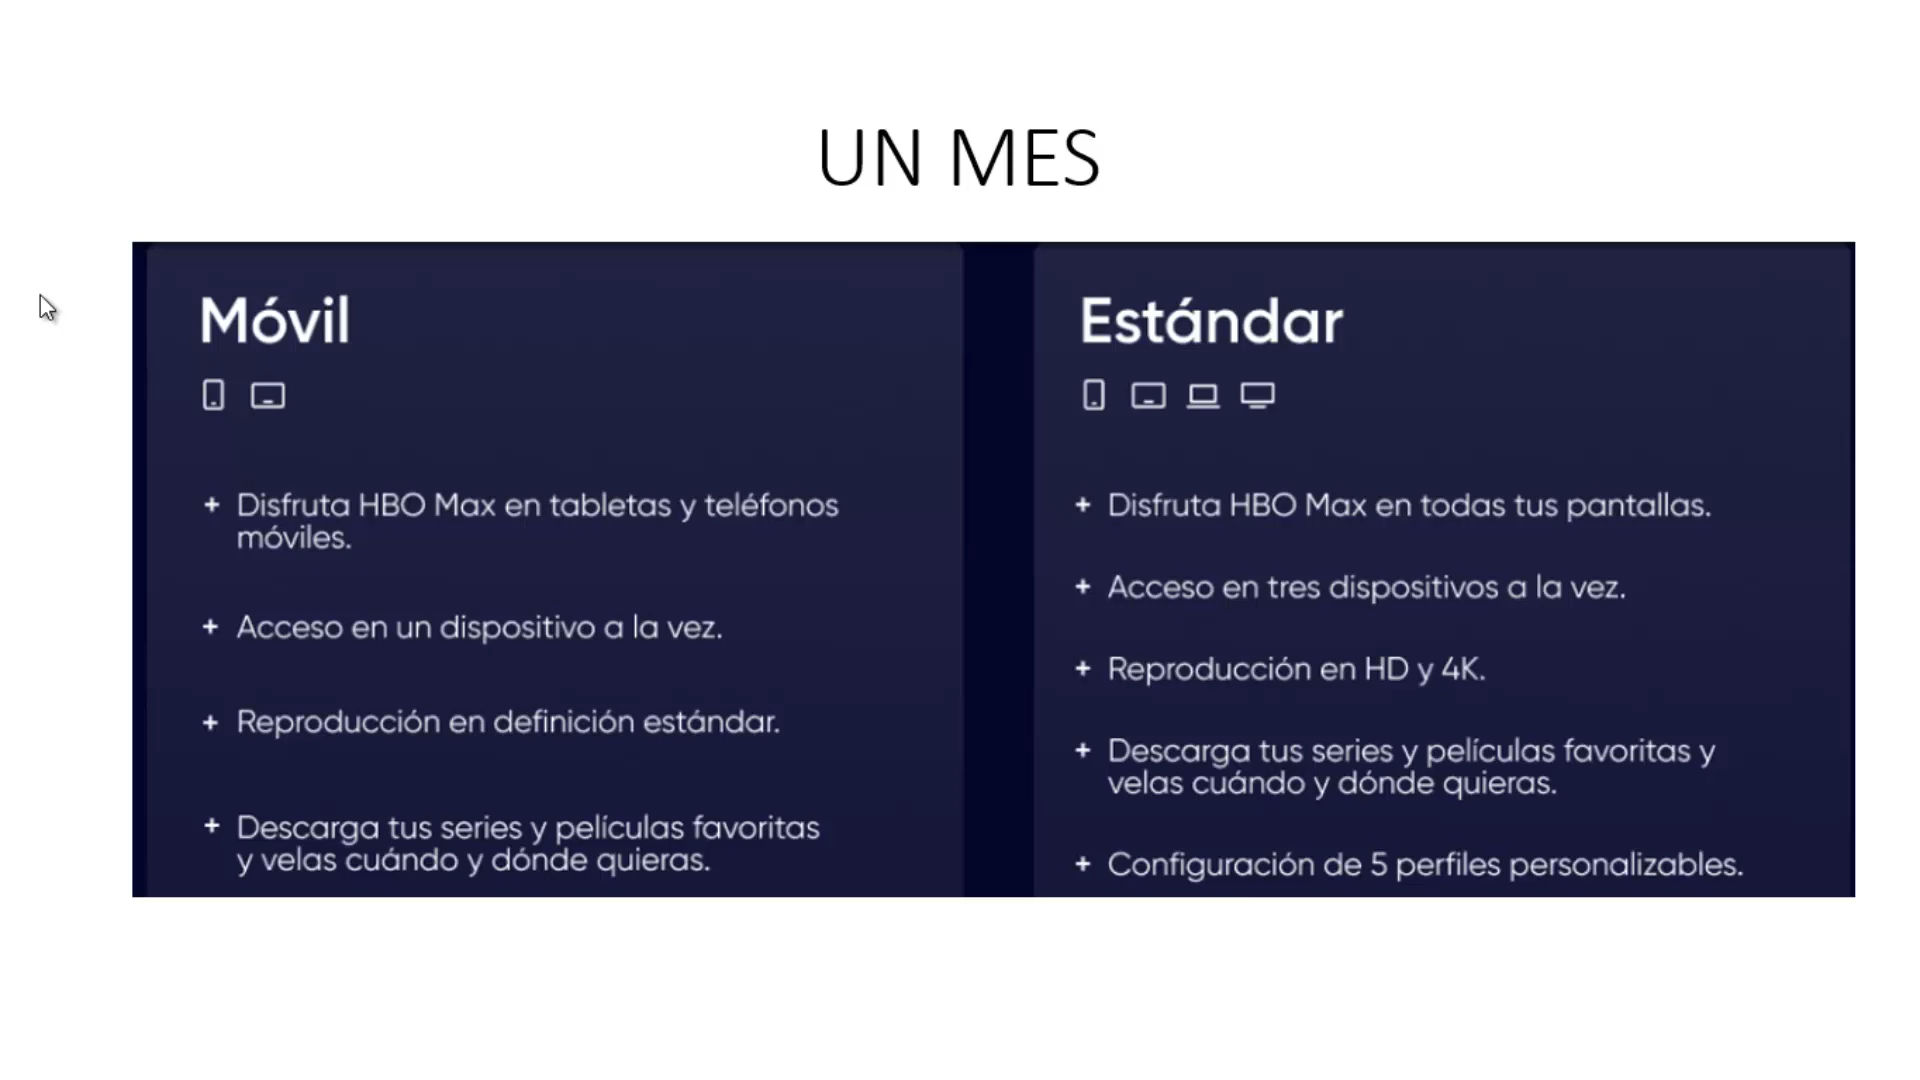 UN MES
Móvil
+ Disfruta HBO Max en tabletas y teléfonos
móviles.
+ Acceso en un dispositivo a la vez.
+ Reproducción en definición estándar.
+ Descarga tus series y películas favoritas
y velas cuándo y dónde quieras.
Estándar
+ Disfruta HBO Max en todas tus pantallas.
+ Acceso en tres dispositivos a la vez.
+ Reproducción en HD y 4K.
+ Descarga tus series y películas favoritas y
velas cuándo y dónde quieras.
+ Configuración de 5 perfiles personalizables.